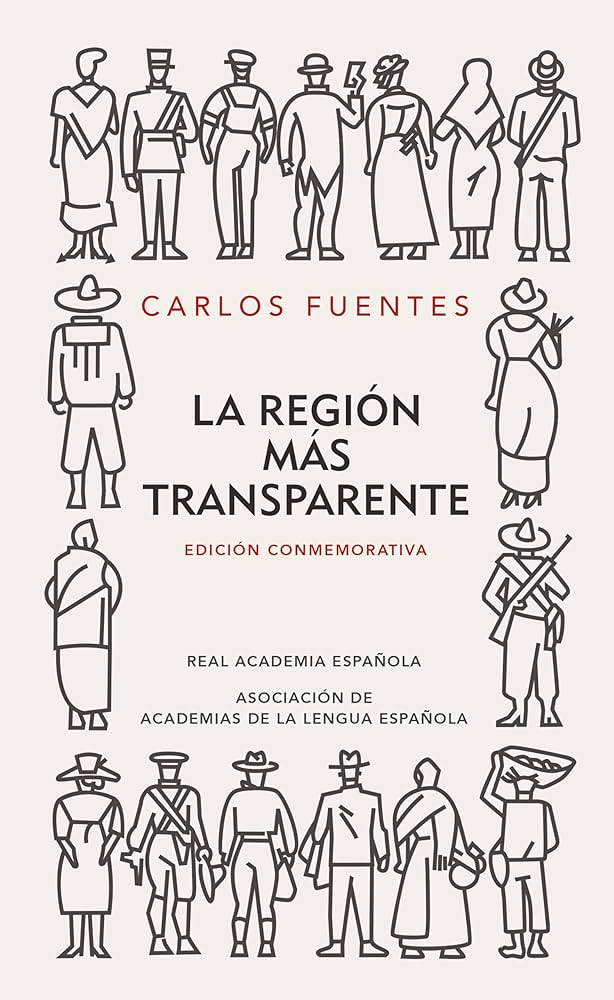 CARLOS FUENTES
LA REGIÓN
MÁS
TRANSPARENTE
EDICIÓN CONMEMORATIVA
REAL ACADEMIA ESPAÑOLA
ASOCIACIÓN DE
ACADEMIAS DE LA LENGUA ESPAÑOLA